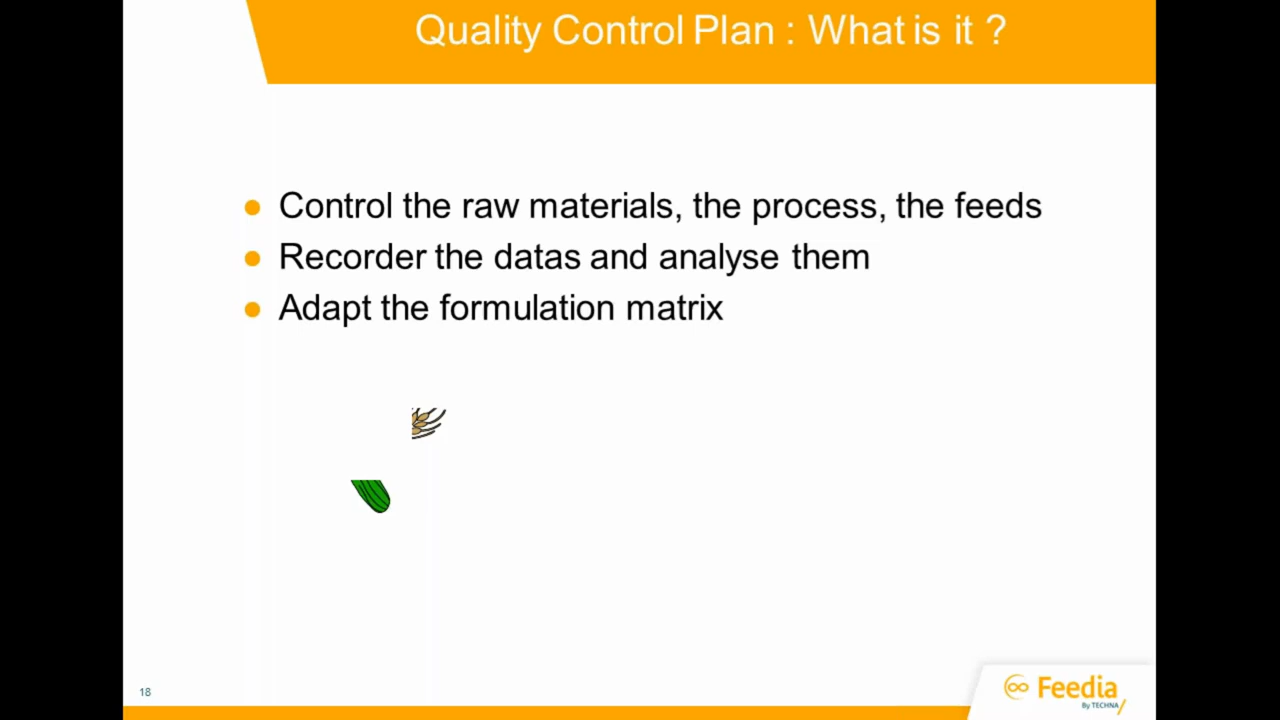 Quality Control Plan : What is it ?
Control the raw materials, the process, the feeds
Recorder the datas and analyse them
Adapt the formulation matrix
18
Feedia
By TECHNA